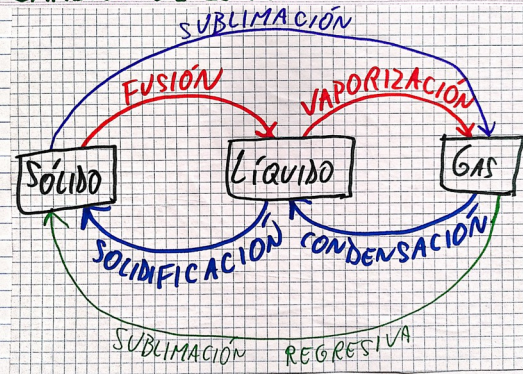 SUBLIMACIÓN
FUSIÓN
VAPORIZACIÓN
SÓLIDO
LÍQUIDO
GAS
SOLIDIFICACIÓN
CONDENSACIÓN
SUBLIMACIÓN REGRESIVA